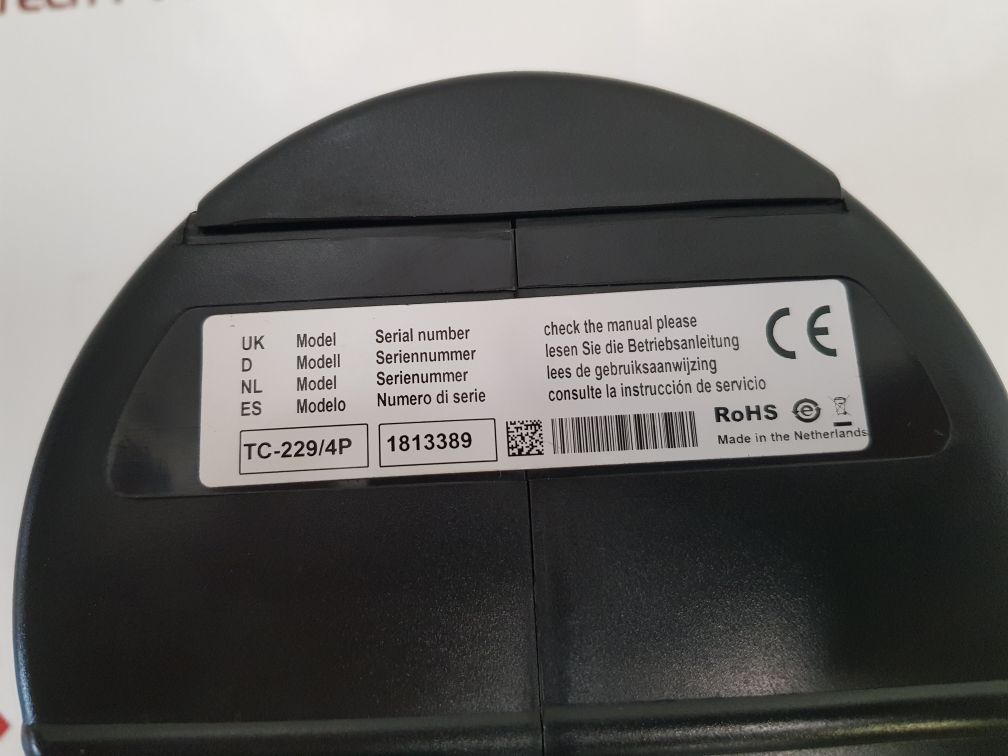 UK Model Serial number
D Modell Seriennummer
NL Model Serienummer
ES Modelo Numero di serie
check the manual please
lesen Sie die Betriebsanleitung
lees de gebruiksaanwijzing
consulte la instrucción de servicio
CE
TC-229/4P 1813389
RoHS e
Made in the Netherlands